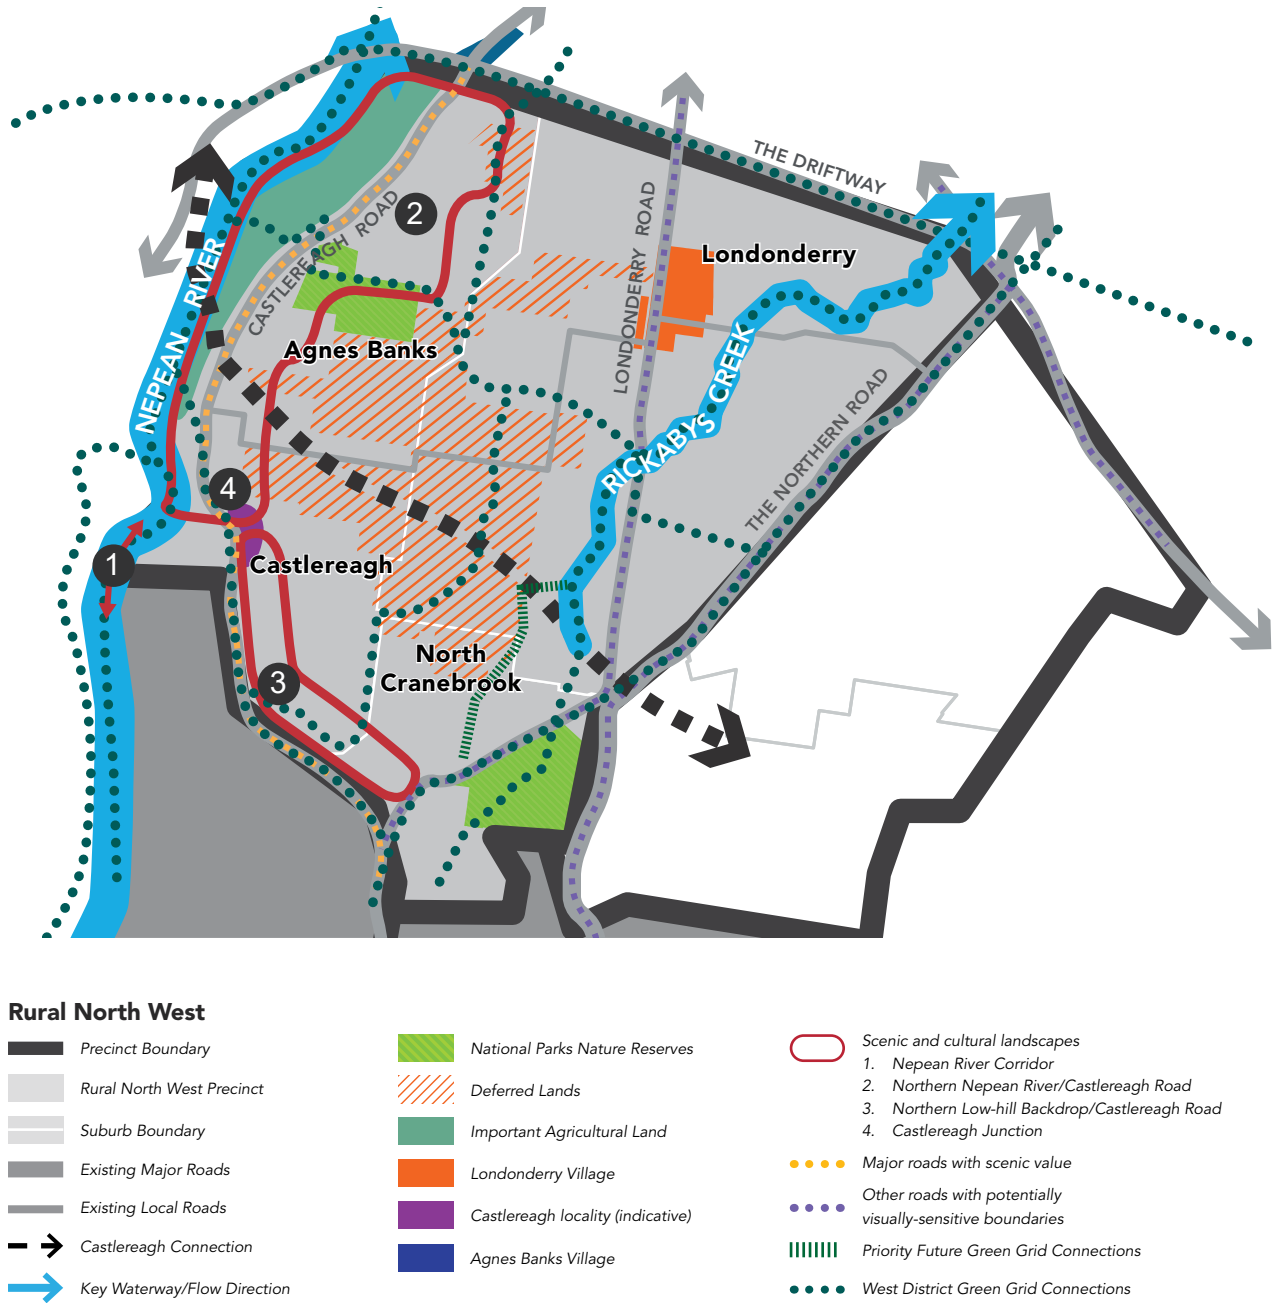 THE DRIFTWAY
2
CASTLEREAGH ROAD
LONDONDERRY ROAD
Londonderry
NEPEAN RIVER
Agnes Banks
RICKABYS CREEK
THE NORTHERN ROAD
4
1
Castlereagh
3
North
Cranebrook
Rural North West
Precinct Boundary
Rural North West Precinct
Suburb Boundary
Existing Major Roads
Existing Local Roads
Castlereagh Connection
Key Waterway/Flow Direction
National Parks Nature Reserves
Deferred Lands
Important Agricultural Land
Londonderry Village
Castlereagh locality (indicative)
Agnes Banks Village
Scenic and cultural landscapes
1. Nepean River Corridor
2. Northern Nepean River/Castlereagh Road
3. Northern Low-hill Backdrop/Castlereagh Road
4. Castlereagh Junction
Major roads with scenic value
Other roads with potentially
visually-sensitive boundaries
Priority Future Green Grid Connections
West District Green Grid Connections